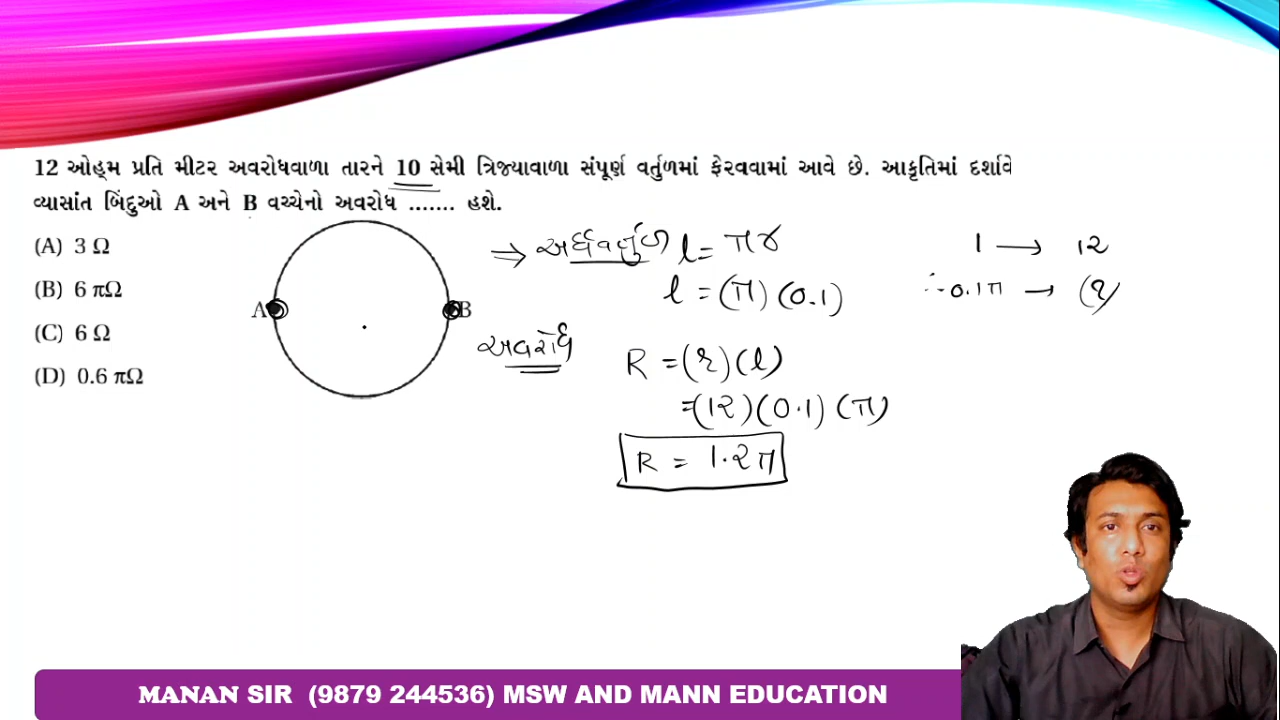 12 ઓહ્મ પ્રતિ મીટર અવરોધવાળા તારને 10 સેમી ત્રિજ્યાવાળા સંપૂર્ણ વર્તુળમાં ફેરવવામાં આવે છે. આકૃતિમાં દર્શાવે
વ્યાસાંત બિંદુઓ A અને B વચ્ચેનો અવરોધ ....... હશે.
(A) 3 Ω
(B) 6 πΩ
(C) 6 Ω
(D) 0.6 πΩ
A B
⇒ અર્ધવર્તુળ l = πr
l = (π) (0.1)
અવરોધ
R = (r) (l)
= (12) (0.1) (π)
R = 1.2π
1 → 12
∴ 0.1π → (?)
MANAN SIR (9879 244536) MSW AND MANN EDUCATION